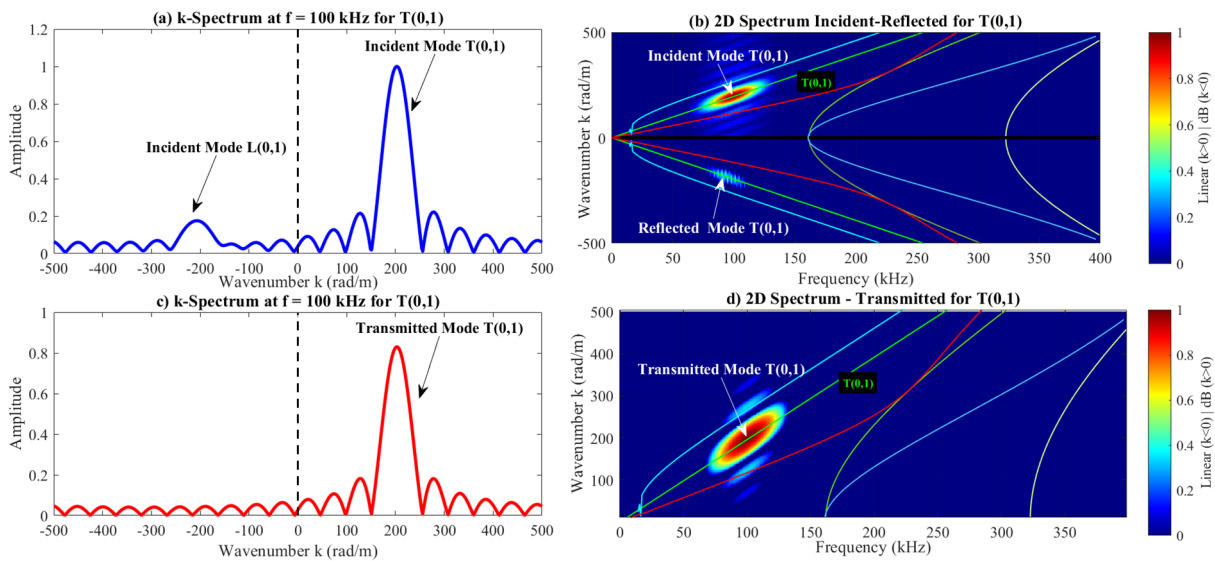 (a) k-Spectrum at f = 100 kHz for T(0,1)
1.2
1
0.8
0.6
0.4
0.2
0
Amplitude
Incident Mode T(0,1)
Incident Mode L(0,1)
-500 -400 -300 -200 -100 0 100 200 300 400 500
Wavenumber k (rad/m)
(b) 2D Spectrum Incident-Reflected for T(0,1)
500
0
-500
Wavenumber k (rad/m)
Incident Mode T(0,1)
T(0,1)
Reflected Mode T(0,1)
0 50 100 150 200 250 300 350 400
Frequency (kHz)
1
0.8
0.6
0.4
0.2
0
Linear (k>0) | dB (k<0)
c) k-Spectrum at f = 100 kHz for T(0,1)
1
0.8
0.6
0.4
0.2
0
Amplitude
Transmitted Mode T(0,1)
-500 -400 -300 -200 -100 0 100 200 300 400 500
Wavenumber k (rad/m)
d) 2D Spectrum - Transmitted for T(0,1)
500
400
300
200
100
Wavenumber k (rad/m)
Transmitted Mode T(0,1)
T(0,1)
0 50 100 150 200 250 300 350
Frequency (kHz)
1
0.8
0.6
0.4
0.2
0
Linear (k<0) | dB (k>0)